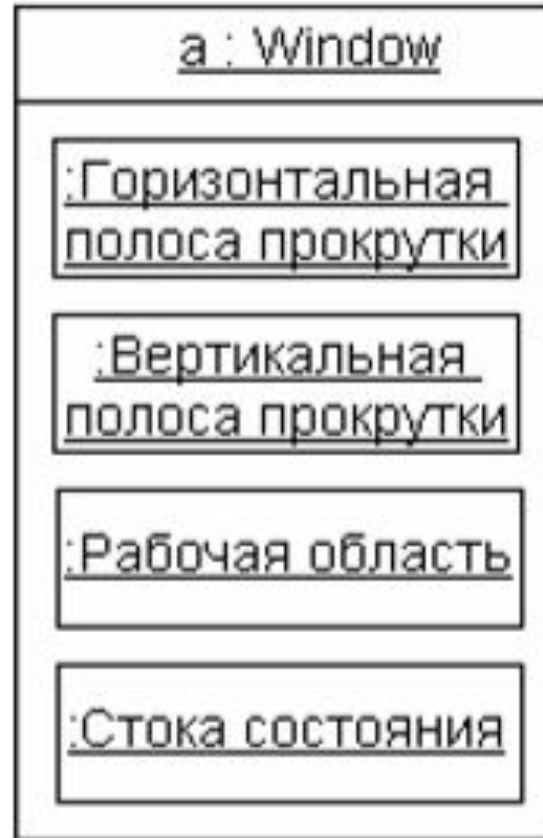 a : Window
:Горизонтальная
полоса прокрутки
:Вертикальная
полоса прокрутки
:Рабочая область
:Стока состояния